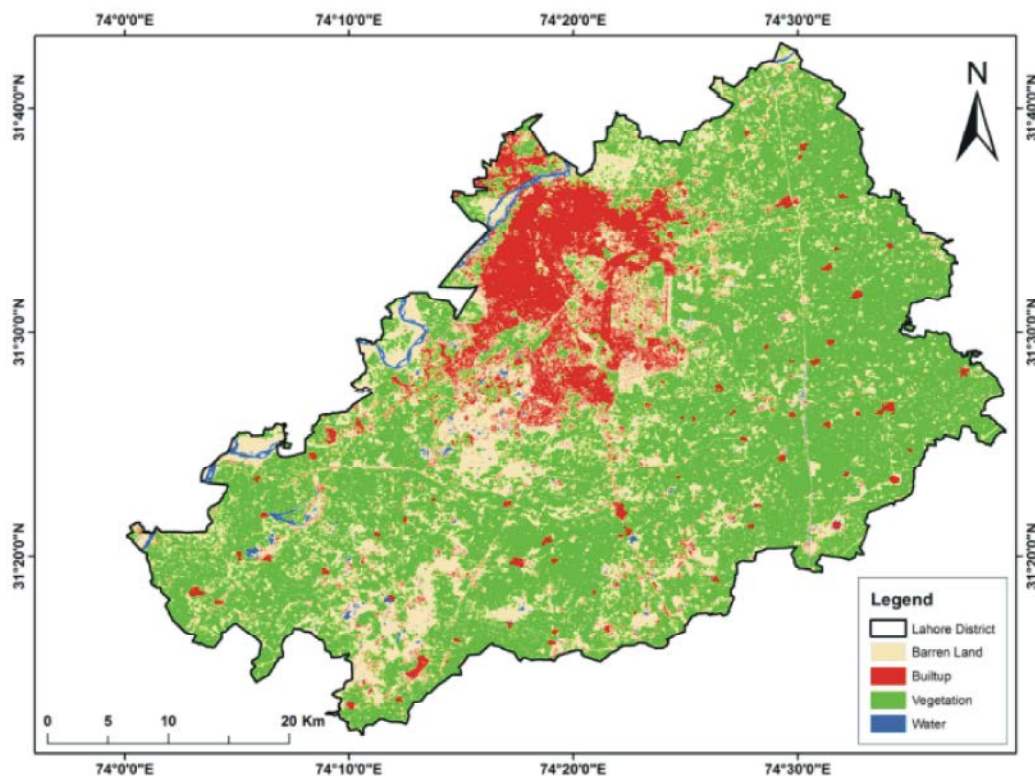 74°0'0"E 74°10'0"E 74°20'0"E 74°30'0"E
N
31°40'0"N 31°40'0"N
31°30'0"N 31°30'0"N
31°20'0"N 31°20'0"N
Legend
Lahore District
Barren Land
Builtup
Vegetation
Water
0 5 10 20 Km
74°0'0"E 74°10'0"E 74°20'0"E 74°30'0"E